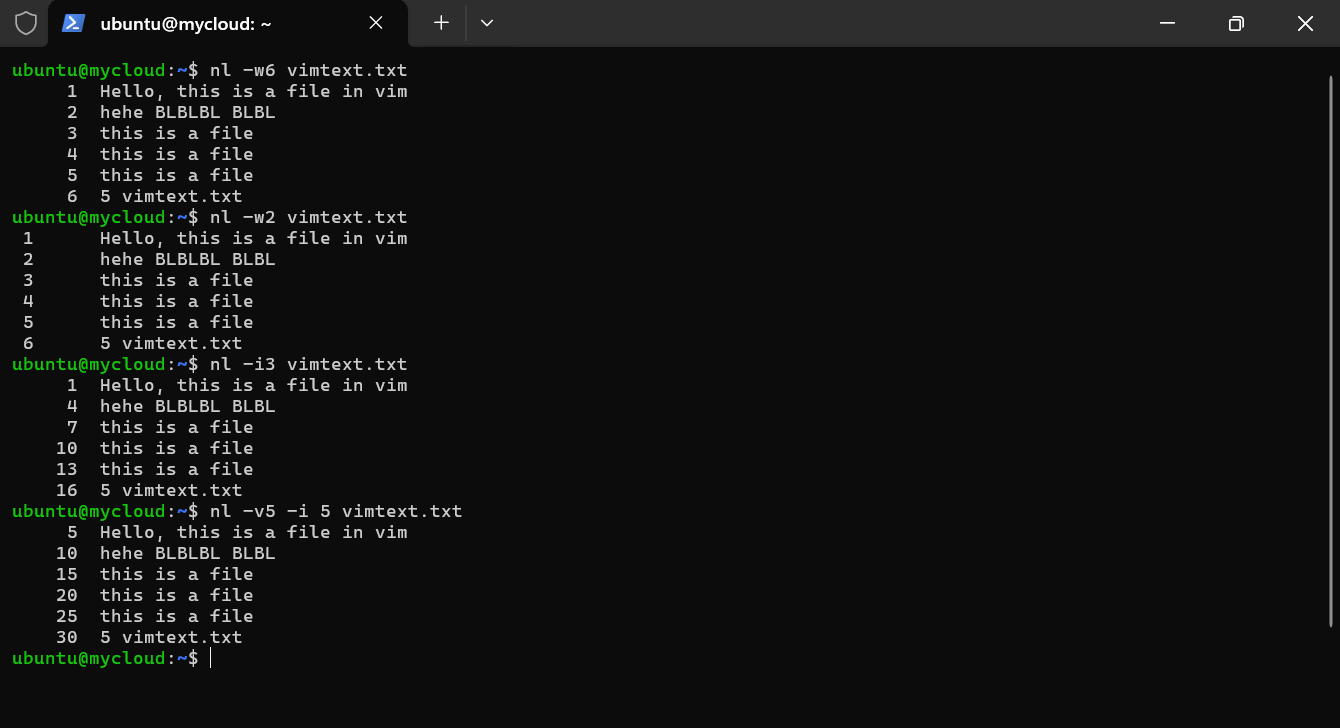 ubuntu@mycloud: ~
ubuntu@mycloud:~$ nl -w6 vimtext.txt
     1  Hello, this is a file in vim
     2  hehe BLBLBL BLBL
     3  this is a file
     4  this is a file
     5  this is a file
     6  5 vimtext.txt
ubuntu@mycloud:~$ nl -w2 vimtext.txt
 1      Hello, this is a file in vim
 2      hehe BLBLBL BLBL
 3      this is a file
 4      this is a file
 5      this is a file
 6      5 vimtext.txt
ubuntu@mycloud:~$ nl -i3 vimtext.txt
     1  Hello, this is a file in vim
     4  hehe BLBLBL BLBL
     7  this is a file
    10  this is a file
    13  this is a file
    16  5 vimtext.txt
ubuntu@mycloud:~$ nl -v5 -i 5 vimtext.txt
     5  Hello, this is a file in vim
    10  hehe BLBLBL BLBL
    15  this is a file
    20  this is a file
    25  this is a file
    30  5 vimtext.txt
ubuntu@mycloud:~$